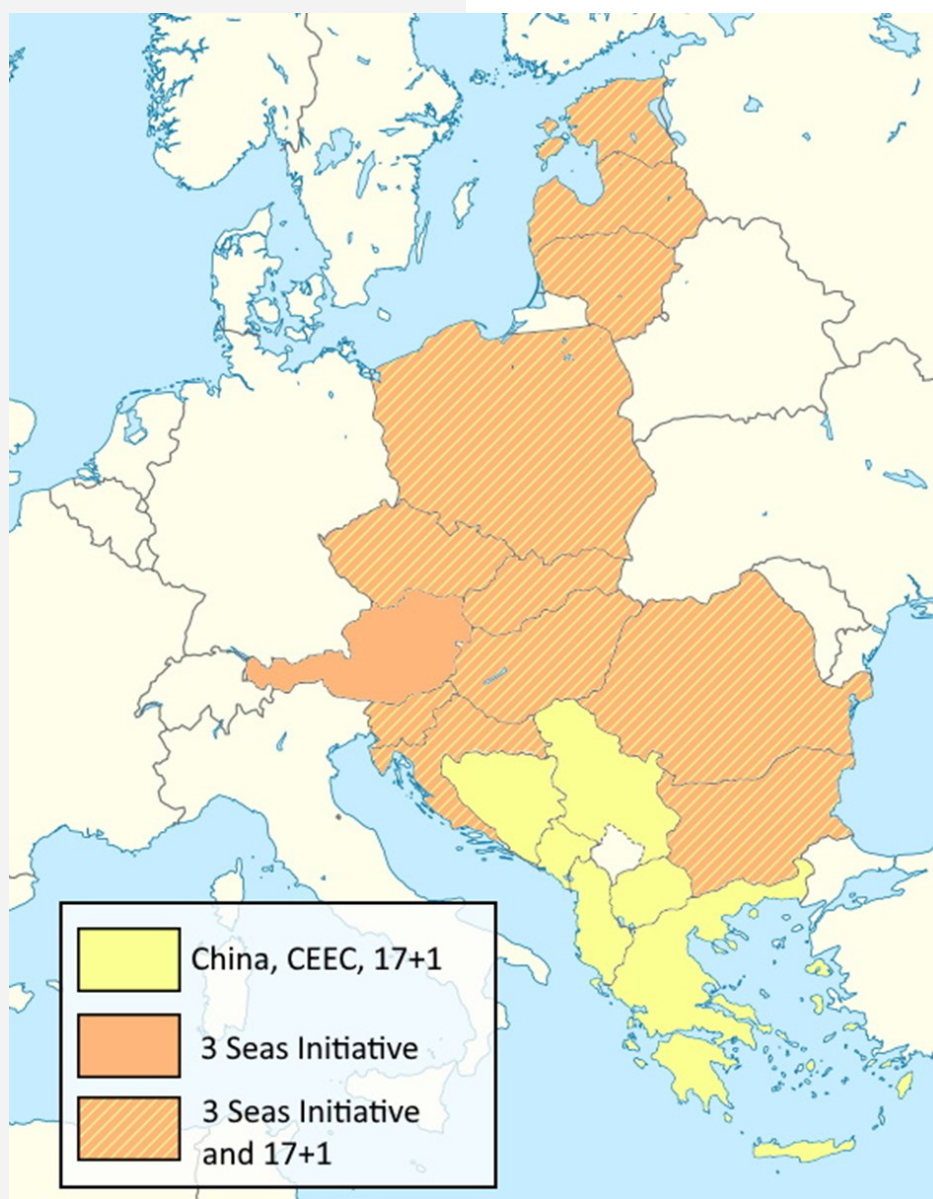 China, CEEC, 17+1
3 Seas Initiative
3 Seas Initiative
and 17+1